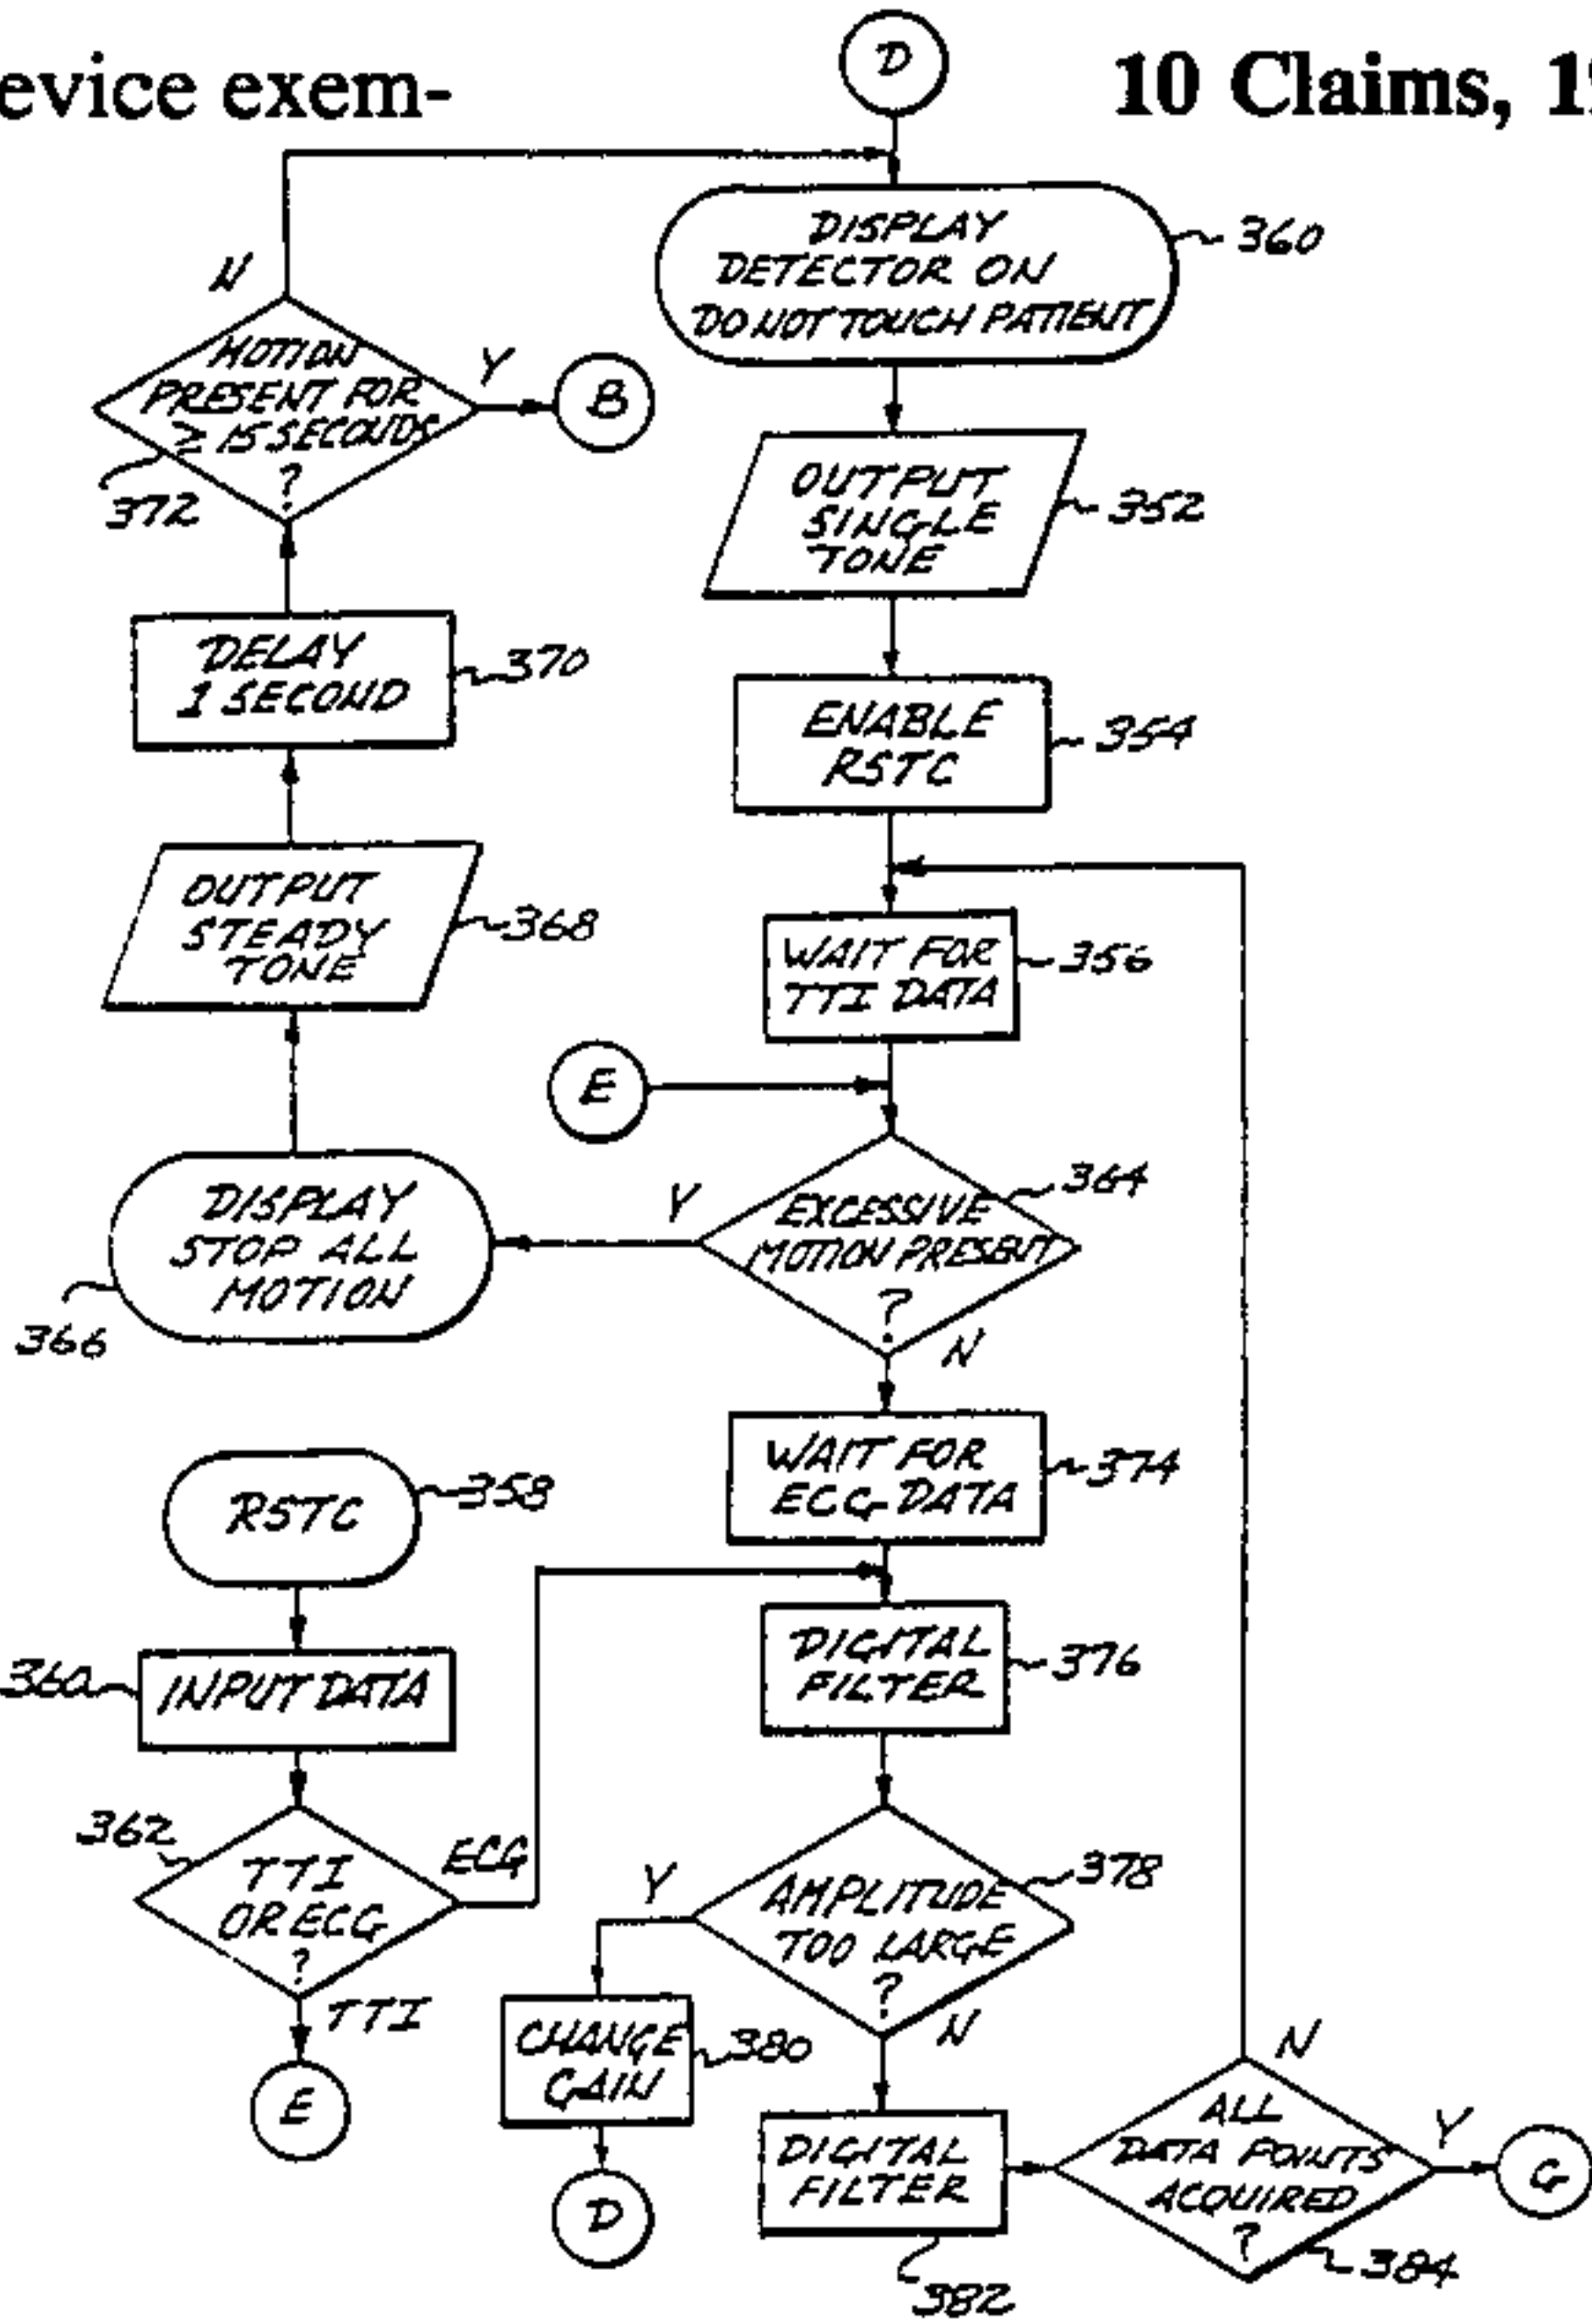 evice exem-
10 Claims, 1
D
DISPLAY
DETECTOR ON
DO NOT TOUCH PATIENT
360
N
MOTION
PRESENT FOR
≥ 15 SECONDS
?
Y
B
372
OUTPUT
SINGLE
TONE
352
DELAY
1 SECOND
370
ENABLE
RSTC
354
OUTPUT
STEADY
TONE
368
WAIT FOR
TTI DATA
356
E
EXCESSIVE
MOTION PRESENT
?
364
Y
N
DISPLAY
STOP ALL
MOTION
366
WAIT FOR
ECG DATA
374
RSTC
358
DIGITAL
FILTER
376
INPUT DATA
360
362
TTI
OR ECG
?
ECG
TTI
E
AMPLITUDE
TOO LARGE
?
378
Y
N
CHANGE
GAIN
380
D
DIGITAL
FILTER
382
ALL
DATA POINTS
ACQUIRED
?
N
Y
G
384